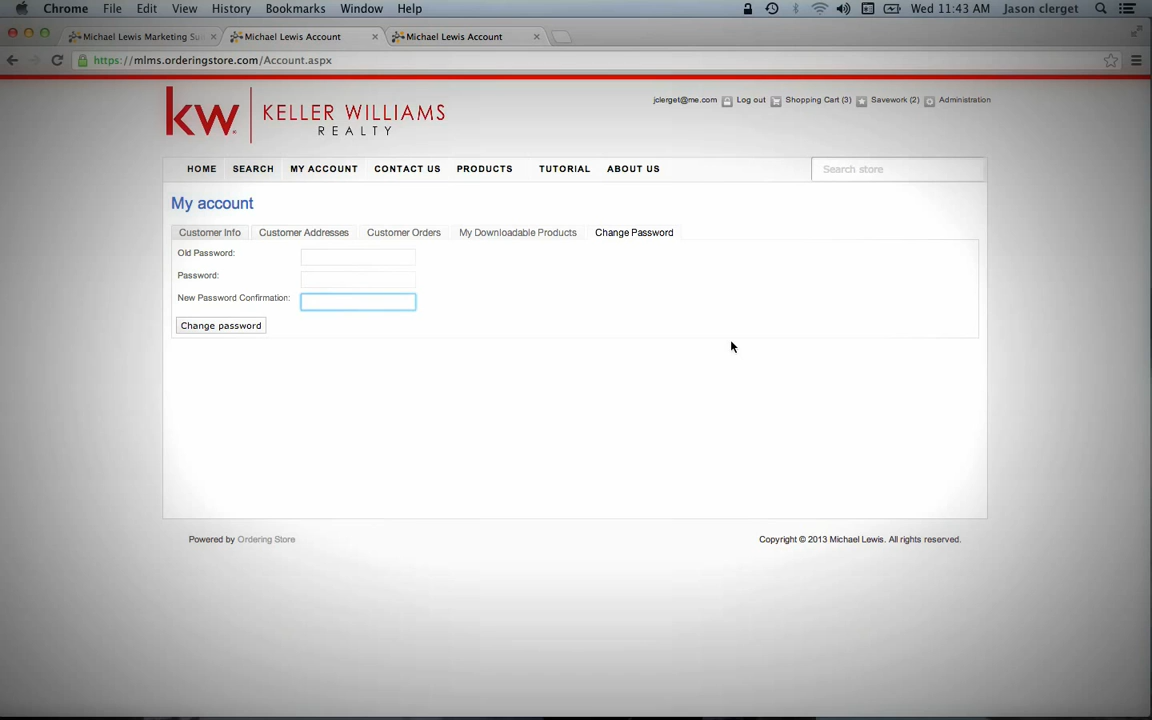 Chrome File Edit View History Bookmarks Window Help Wed 11:43 AM Jason clerget
Michael Lewis Marketing Su Michael Lewis Account Michael Lewis Account
https://mlms.orderingstore.com/Account.aspx
jclerget@me.com Log out Shopping Cart (3) Savework (2) Administration
kw KELLER WILLIAMS
REALTY
HOME SEARCH MY ACCOUNT CONTACT US PRODUCTS TUTORIAL ABOUT US Search store
My account
Customer Info Customer Addresses Customer Orders My Downloadable Products Change Password
Old Password:
Password:
New Password Confirmation:
Change password
Powered by Ordering Store Copyright © 2013 Michael Lewis. All rights reserved.